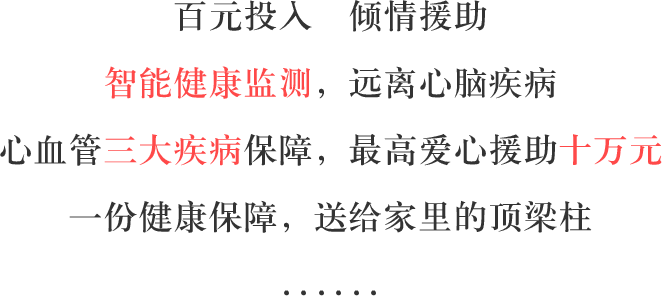 百元投入　倾情援助
智能健康监测，远离心脑疾病
心血管三大疾病保障，最高爱心援助十万元
一份健康保障，送给家里的顶梁柱
······